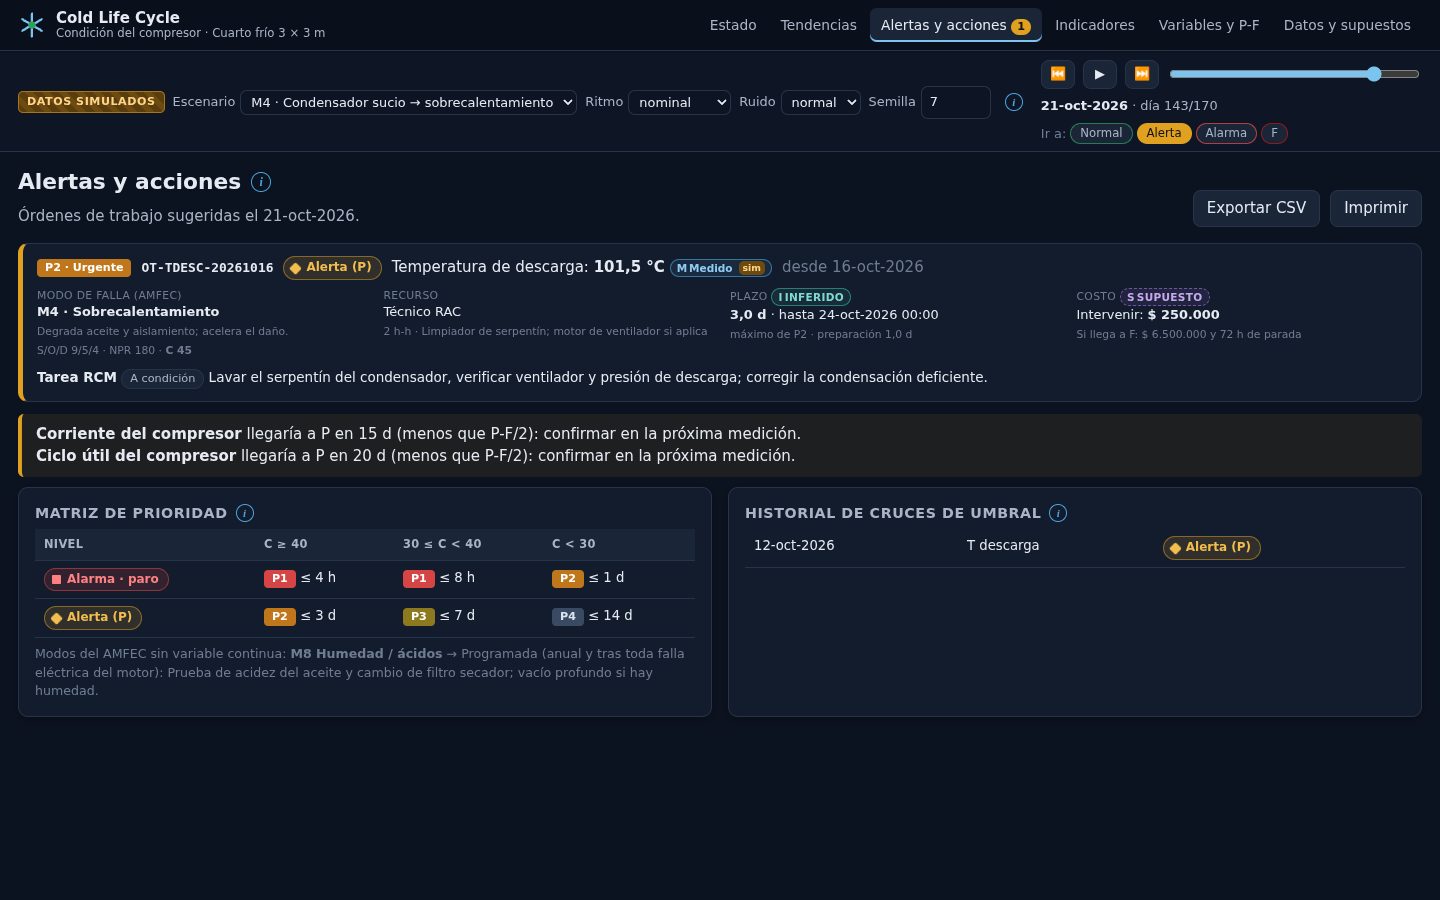 Cold Life Cycle
Condición del compresor · Cuarto frío 3 × 3 m
Estado Tendencias Alertas y acciones 1 Indicadores Variables y P-F Datos y supuestos
DATOS SIMULADOS Escenario M4 · Condensador sucio → sobrecalentamiento Ritmo nominal Ruido normal Semilla 7 i
21-oct-2026 · día 143/170
Ir a: Normal Alerta Alarma F
Alertas y acciones i
Órdenes de trabajo sugeridas el 21-oct-2026.
Exportar CSV Imprimir
P2 · Urgente OT-TDESC-20261016 Alerta (P) Temperatura de descarga: 101,5 °C M Medido sim desde 16-oct-2026
MODO DE FALLA (AMFEC)
M4 · Sobrecalentamiento
Degrada aceite y aislamiento; acelera el daño.
S/O/D 9/5/4 · NPR 180 · C 45
RECURSO
Técnico RAC
2 h-h · Limpiador de serpentín; motor de ventilador si aplica
PLAZO I INFERIDO
3,0 d · hasta 24-oct-2026 00:00
máximo de P2 · preparación 1,0 d
COSTO S SUPUESTO
Intervenir: $ 250.000
Si llega a F: $ 6.500.000 y 72 h de parada
Tarea RCM A condición Lavar el serpentín del condensador, verificar ventilador y presión de descarga; corregir la condensación deficiente.
Corriente del compresor llegaría a P en 15 d (menos que P-F/2): confirmar en la próxima medición.
Ciclo útil del compresor llegaría a P en 20 d (menos que P-F/2): confirmar en la próxima medición.
MATRIZ DE PRIORIDAD i
NIVEL C ≥ 40 30 ≤ C < 40 C < 30
Alarma · paro P1 ≤ 4 h P1 ≤ 8 h P2 ≤ 1 d
Alerta (P) P2 ≤ 3 d P3 ≤ 7 d P4 ≤ 14 d
Modos del AMFEC sin variable continua: M8 Humedad / ácidos → Programada (anual y tras toda falla
eléctrica del motor): Prueba de acidez del aceite y cambio de filtro secador; vacío profundo si hay
humedad.
HISTORIAL DE CRUCES DE UMBRAL i
12-oct-2026 T descarga Alerta (P)